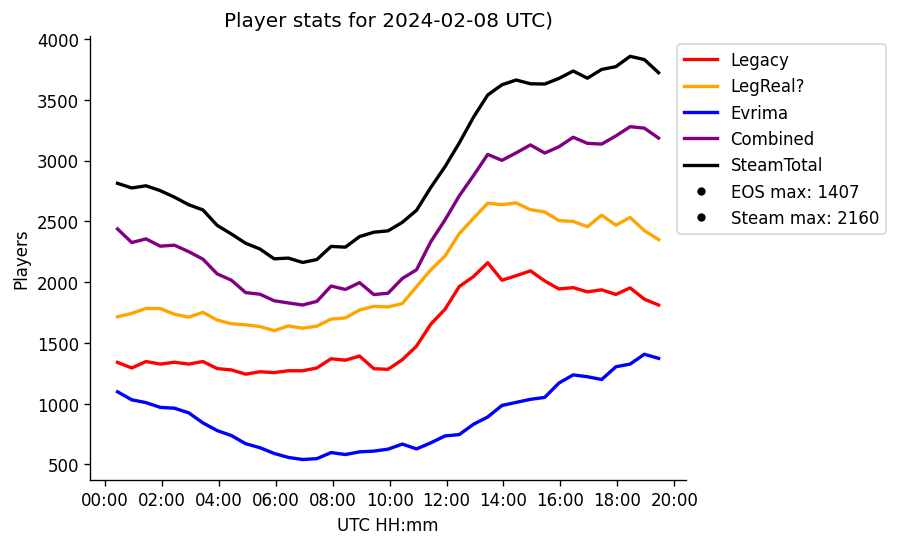 Player stats for 2024-02-08 UTC)
4000
3500
3000
2500
2000
1500
1000
500
Players
00:00 02:00 04:00 06:00 08:00 10:00 12:00 14:00 16:00 18:00 20:00
UTC HH:mm
Legacy
LegReal?
Evrima
Combined
SteamTotal
EOS max: 1407
Steam max: 2160